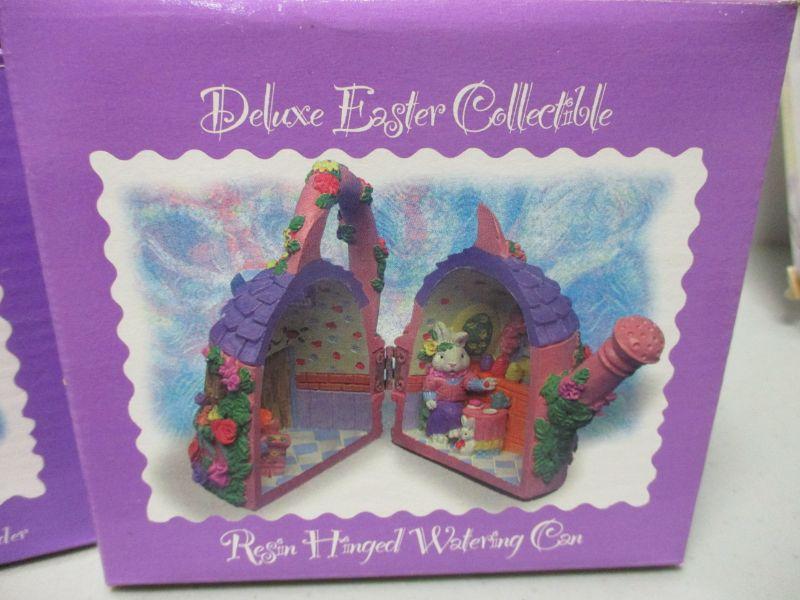 Deluxe Easter Collectible
Resin Hinged Watering Can